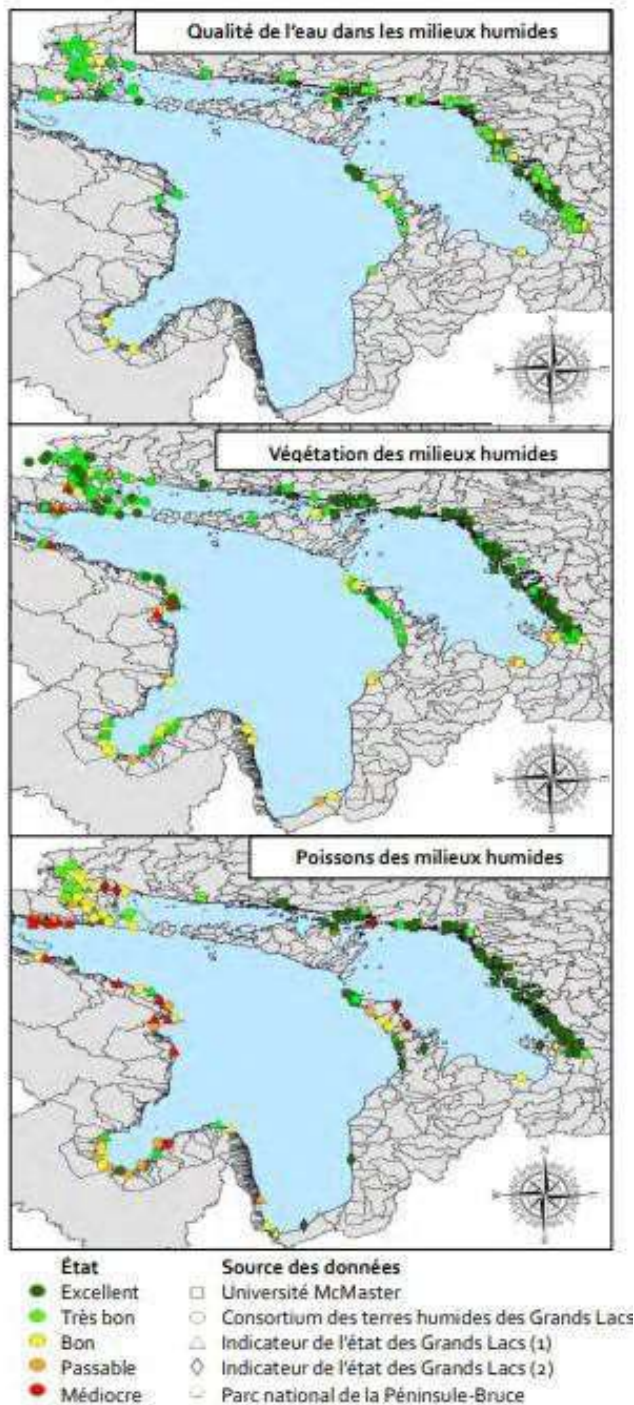 Qualité de l'eau dans les milieux humides
Végétation des milieux humides
Poissons des milieux humides
État
Excellent
Très bon
Bon
Passable
Médiocre
Source des données
Université McMaster
Consortium des terres humides des Grands Lacs
Indicateur de l'état des Grands Lacs (1)
Indicateur de l'état des Grands Lacs (2)
Parc national de la Péninsule-Bruce